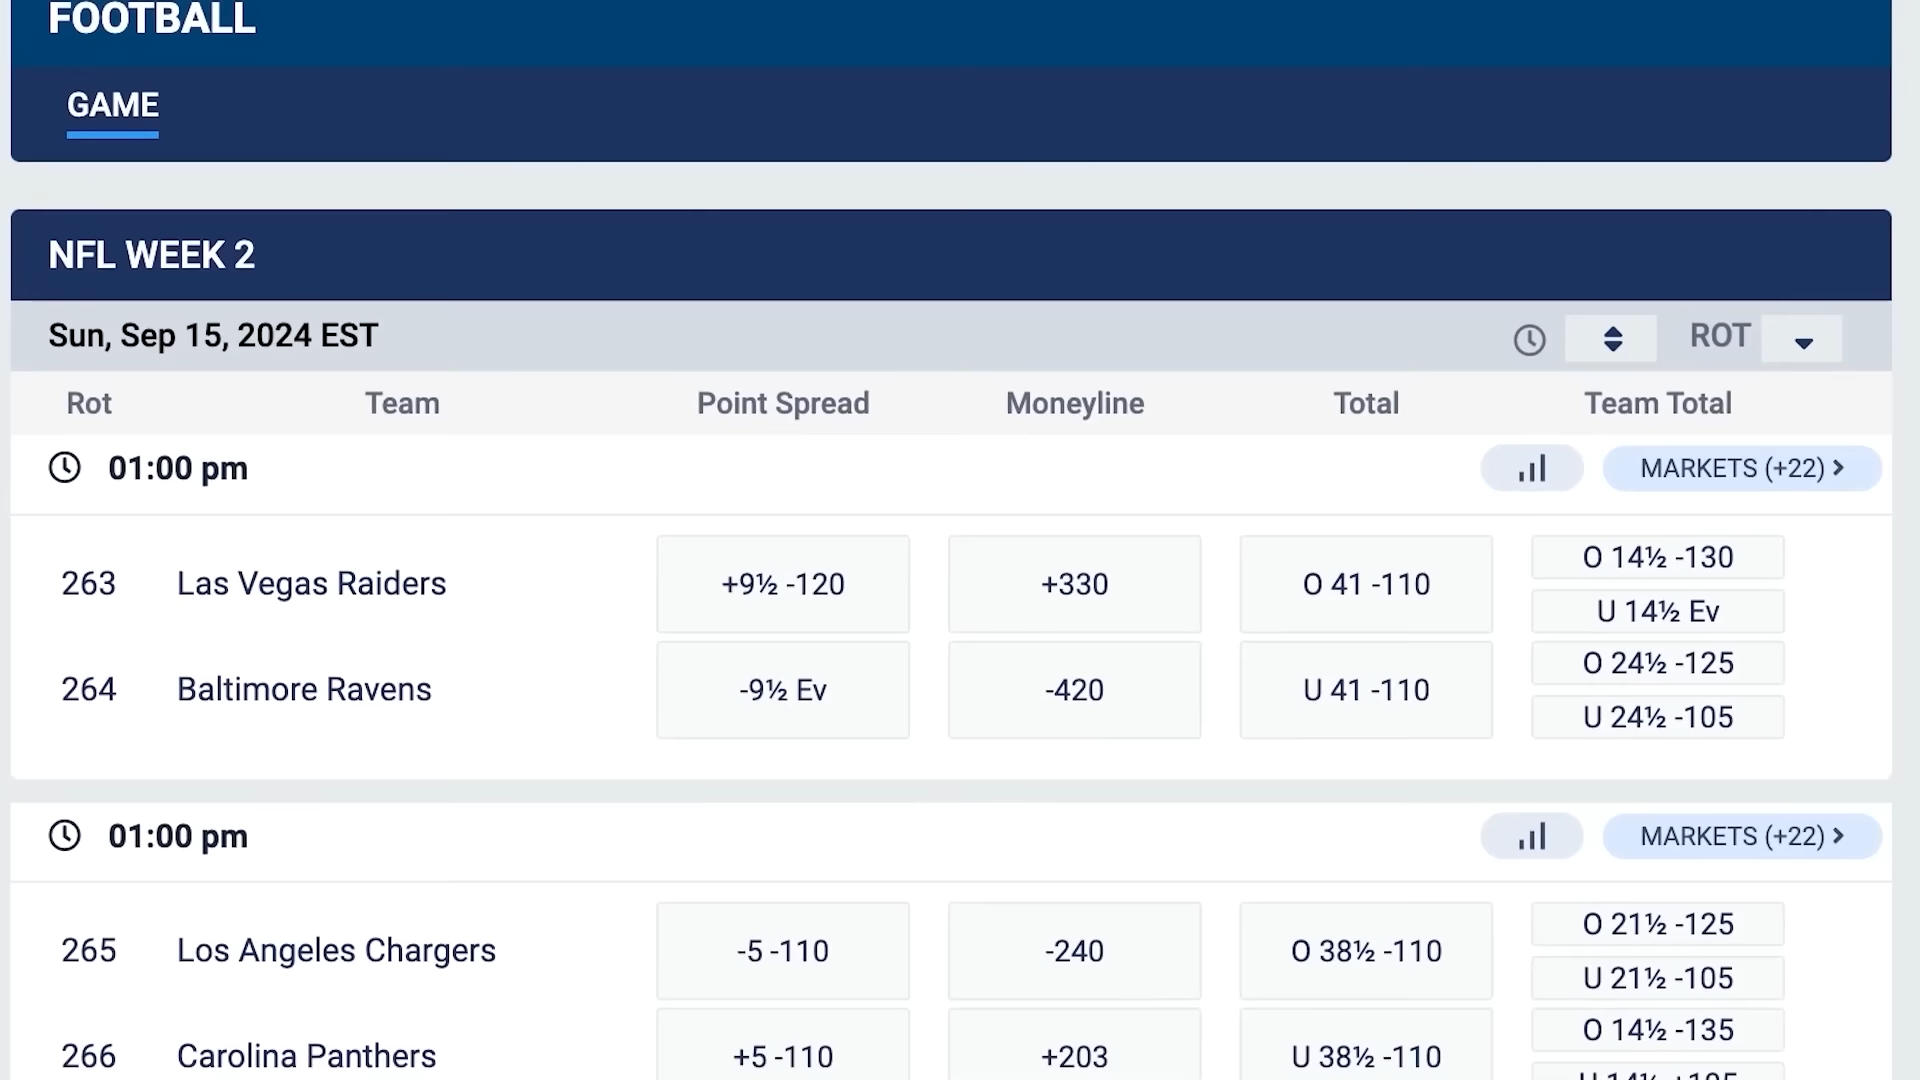 FOOTBALL
GAME
NFL WEEK 2
Sun, Sep 15, 2024 EST ROT
Rot Team Point Spread Moneyline Total Team Total
01:00 pm MARKETS (+22)
263 Las Vegas Raiders +9½ -120 +330 O 41 -110 O 14½ -130
U 14½ Ev
264 Baltimore Ravens -9½ Ev -420 U 41 -110 O 24½ -125
U 24½ -105
01:00 pm MARKETS (+22)
265 Los Angeles Chargers -5 -110 -240 O 38½ -110 O 21½ -125
U 21½ -105
266 Carolina Panthers +5 -110 +203 U 38½ -110 O 14½ -135